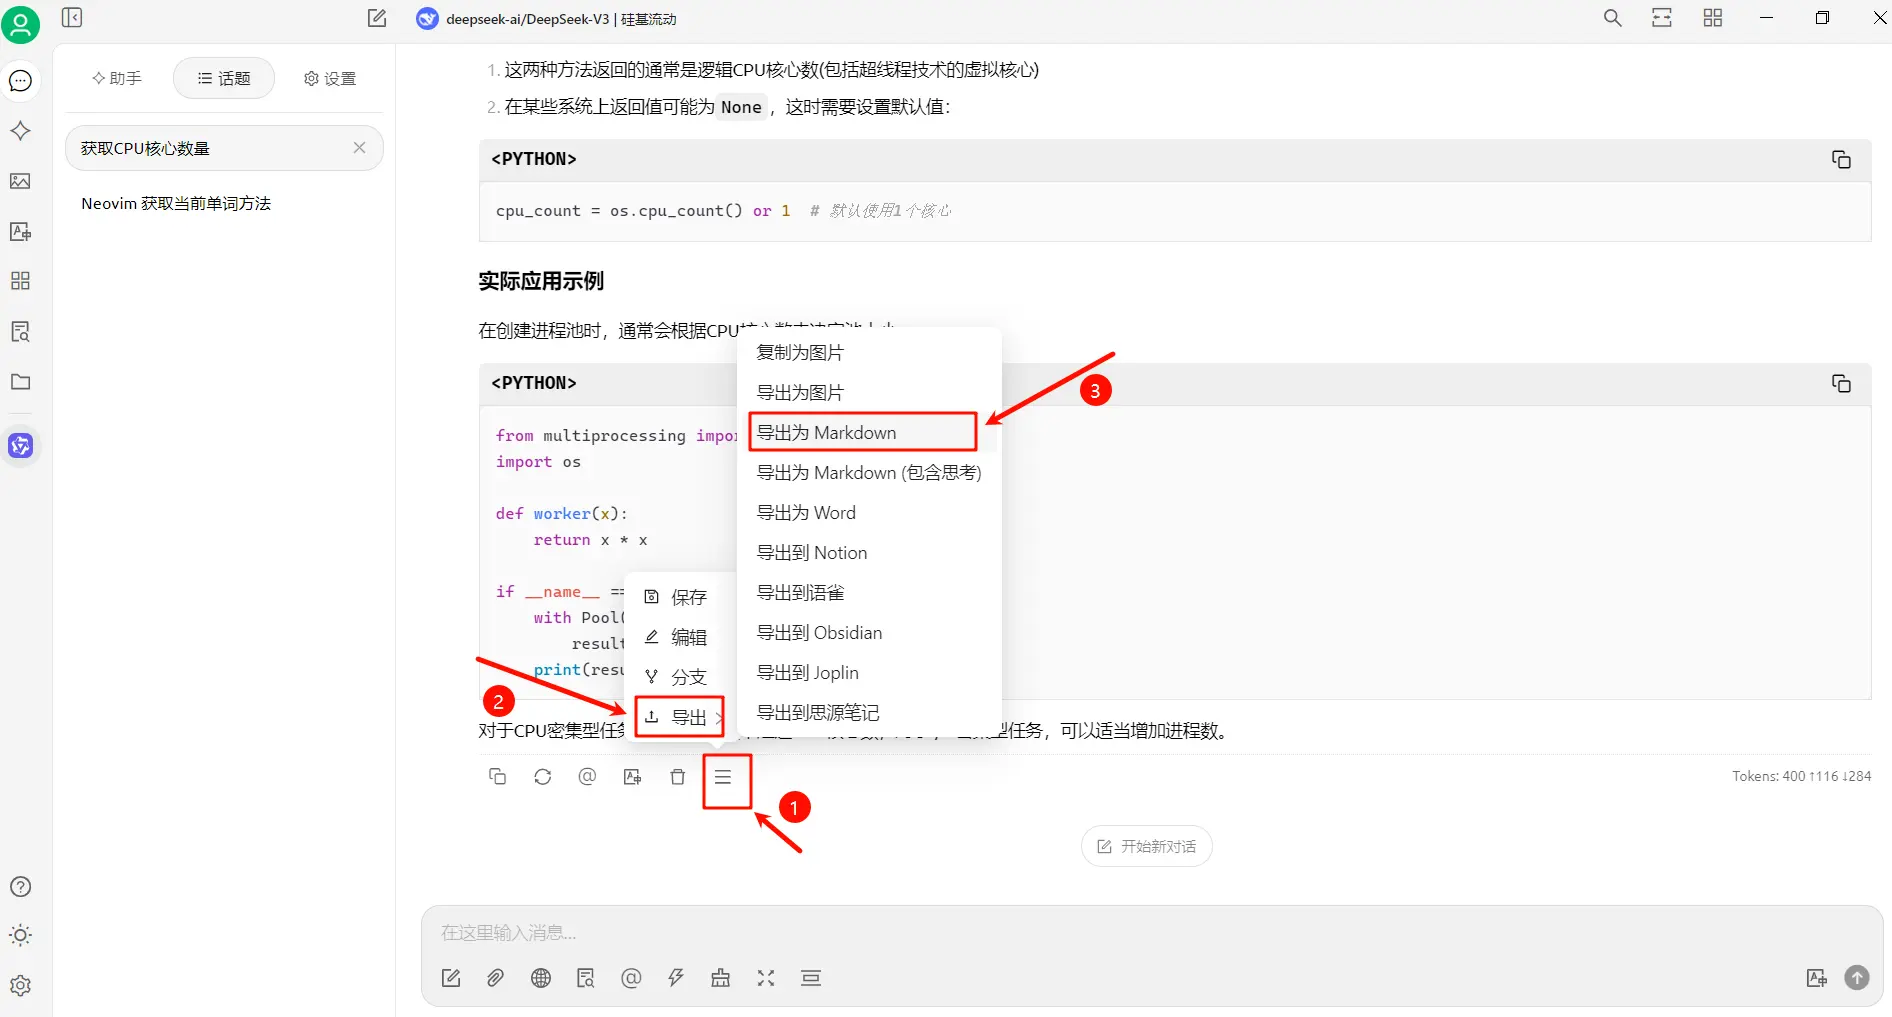 deepseek-ai/DeepSeek-V3 | 硅基流动
助手
话题
设置
获取CPU核心数量
Neovim 获取当前单词方法
1. 这两种方法返回的通常是逻辑CPU核心数(包括超线程技术的虚拟核心)
2. 在某些系统上返回值可能为 None ，这时需要设置默认值：
<PYTHON>
cpu_count = os.cpu_count() or 1  # 默认使用1个核心
实际应用示例
在创建进程池时，通常会根据CPU
<PYTHON>
from multiprocessing impor
import os
def worker(x):
    return x * x
if __name__ ==
    with Pool(
        result
    print(resu
对于CPU密集型任务
型任务，可以适当增加进程数。
复制为图片
导出为图片
导出为 Markdown
导出为 Markdown (包含思考)
导出为 Word
导出到 Notion
导出到语雀
导出到 Obsidian
导出到 Joplin
导出到思源笔记
保存
编辑
分支
导出
1
2
3
Tokens: 400 ↑116 ↓284
开始新对话
在这里输入消息...